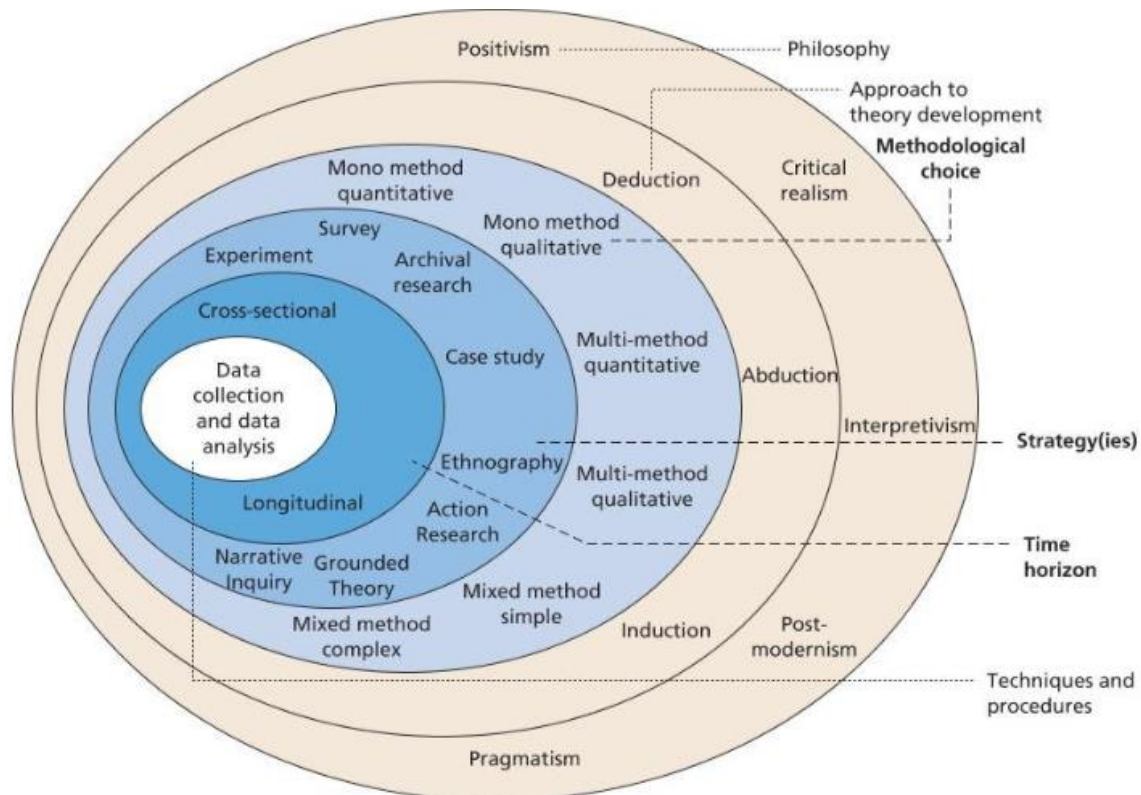 Positivism
Philosophy
Approach to
theory development
Methodological
choice
Critical
realism
Deduction
Mono method
quantitative
Mono method
qualitative
Survey
Experiment
Archival
research
Cross-sectional
Data
collection
and data
analysis
Case study
Multi-method
quantitative
Abduction
Interpretivism
Strategy(ies)
Ethnography
Multi-method
qualitative
Longitudinal
Action
Research
Narrative
Inquiry
Grounded
Theory
Time
horizon
Mixed method
simple
Mixed method
complex
Induction
Post-
modernism
Techniques and
procedures
Pragmatism